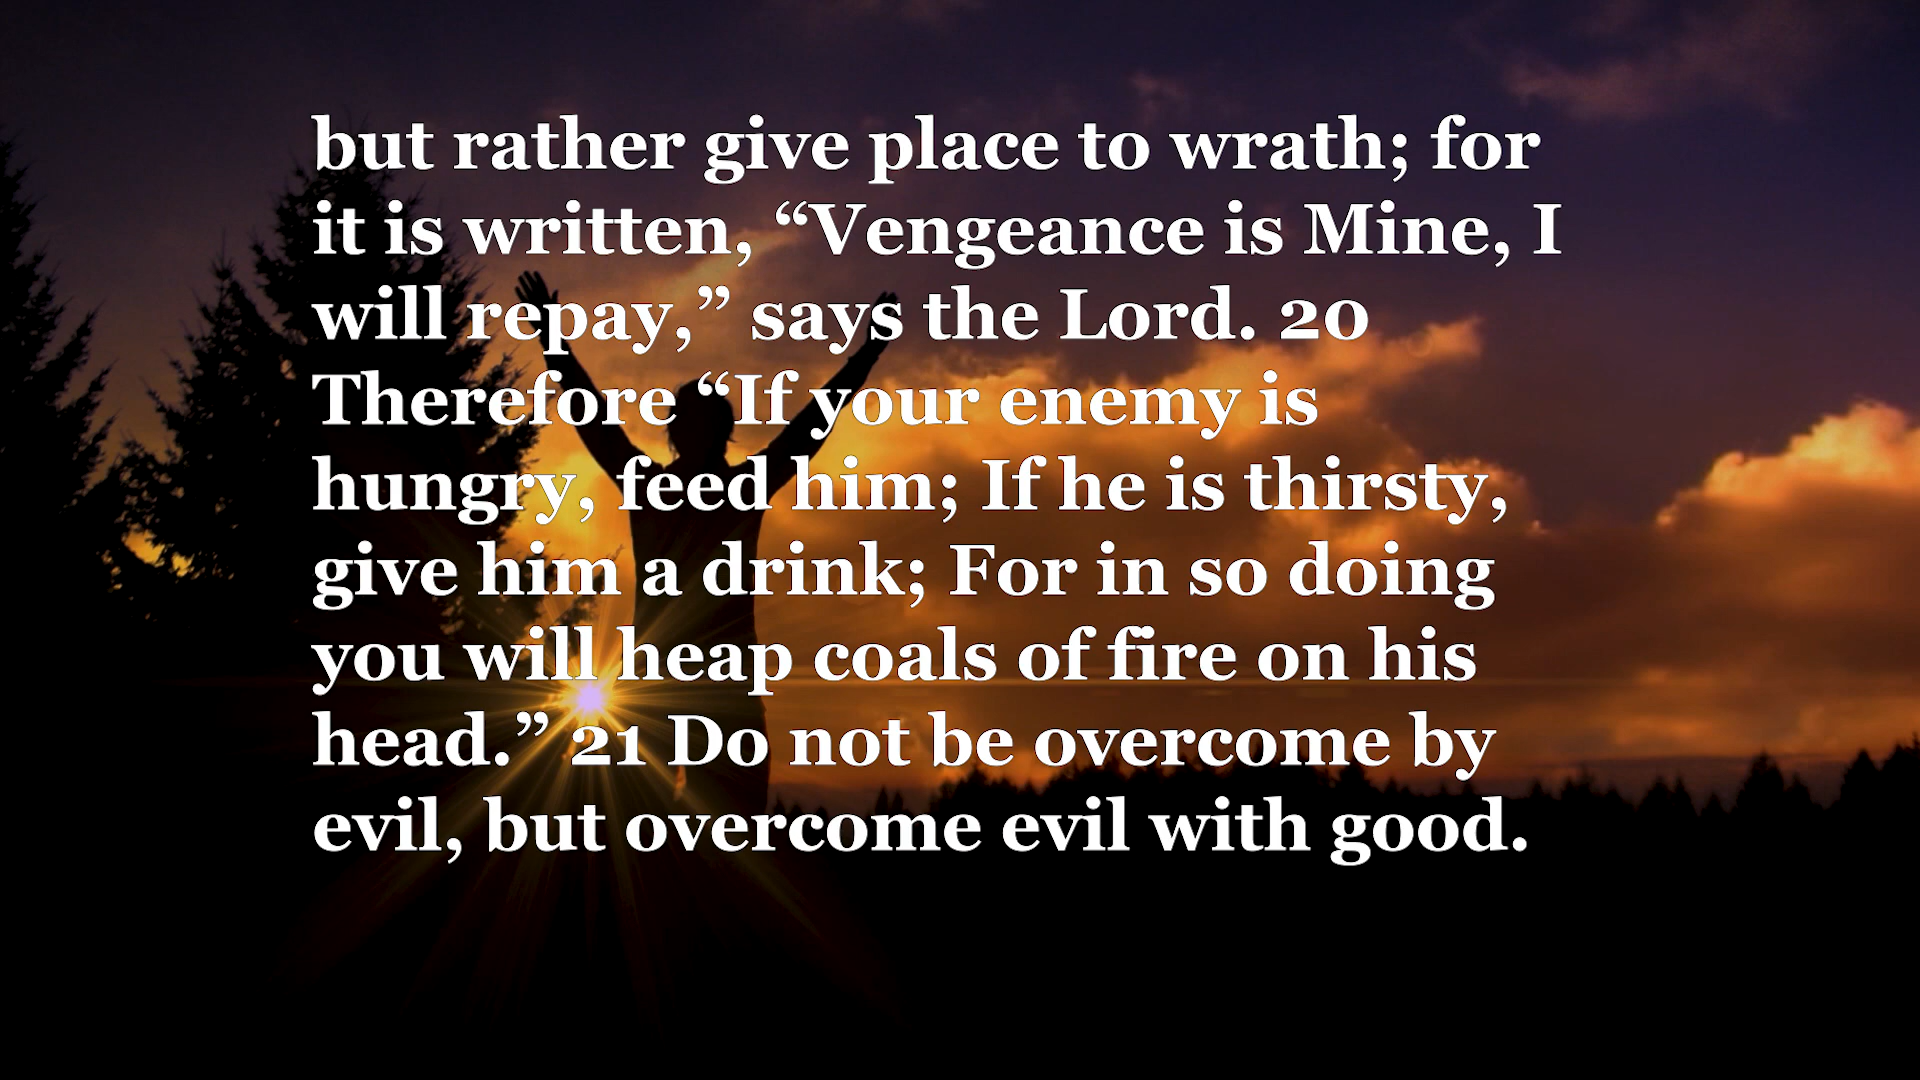 but rather give place to wrath; for
it is written, “Vengeance is Mine, I
will repay,” says the Lord. 20
Therefore “If your enemy is
hungry, feed him; If he is thirsty,
give him a drink; For in so doing
you will heap coals of fire on his
head.” 21 Do not be overcome by
evil, but overcome evil with good.